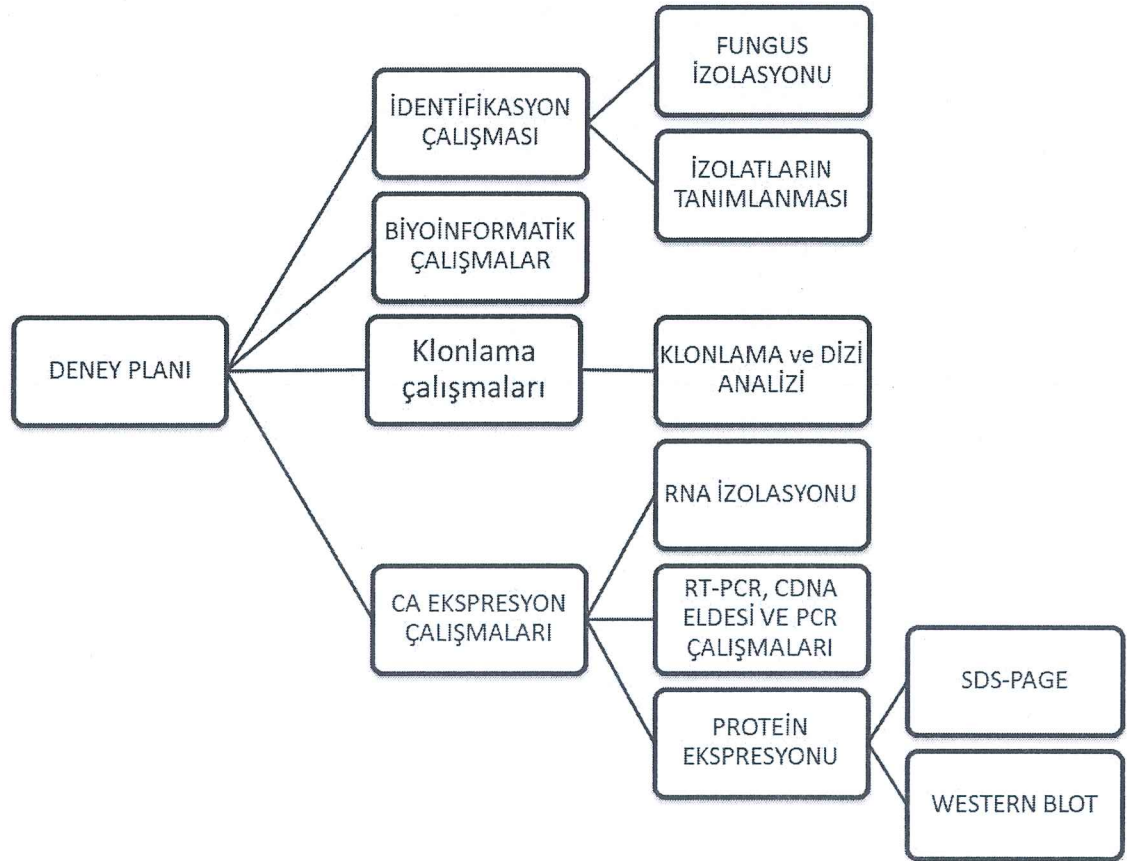 FUNGUS
İZOLASYONU
İDENTİFİKASYON
ÇALIŞMASI
İZOLATLARIN
TANIMLANMASI
BİYOİNFORMATİK
ÇALIŞMALAR
DENEY PLANI
Klonlama
çalışmaları
KLONLAMA ve DİZİ
ANALİZİ
RNA İZOLASYONU
CA EKSPRESYON
ÇALIŞMALARI
RT-PCR, CDNA
ELDESİ VE PCR
ÇALIŞMALARI
PROTEİN
EKSPRESYONU
SDS-PAGE
WESTERN BLOT